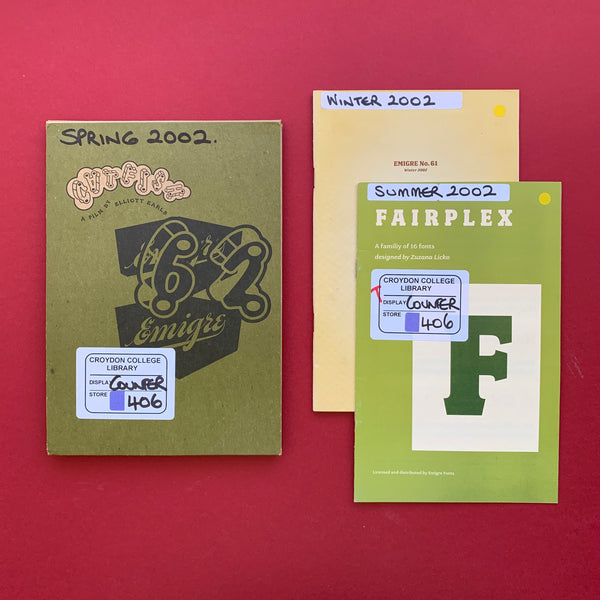 SPRING 2002.
CATFISH
A FILM BY ELLIOTT EARLS
62
Emigre
CROYDON COLLEGE
LIBRARY
DISPLAY COUNTER
STORE 406
WINTER 2002
EMIGRE No. 61
Winter 2002
SUMMER 2002
FAIRPLEX
A familiy of 16 fonts
designed by Zuzana Licko
CROYDON COLLEGE
LIBRARY
DISPLAY COUNTER
STORE 406
F
Licensed and distributed by Emigre Fonts